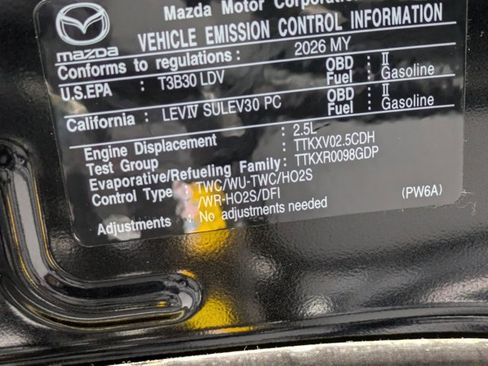 Mazda Motor Corporation
mazda
VEHICLE EMISSION CONTROL INFORMATION
Conforms to regulations: 2026 MY
U.S.EPA : T3B30 LDV OBD : II
Fuel : Gasoline
California : LEVⅣ SULEV30 PC OBD : II
Fuel : Gasoline
Engine Displacement : 2.5L
Test Group : TTKXV02.5CDH
Evaporative/Refueling Family: TTKXR0098GDP
Control Type : TWC/WU-TWC/HO2S
/WR-HO2S/DFI
Adjustments: No adjustments needed (PW6A)